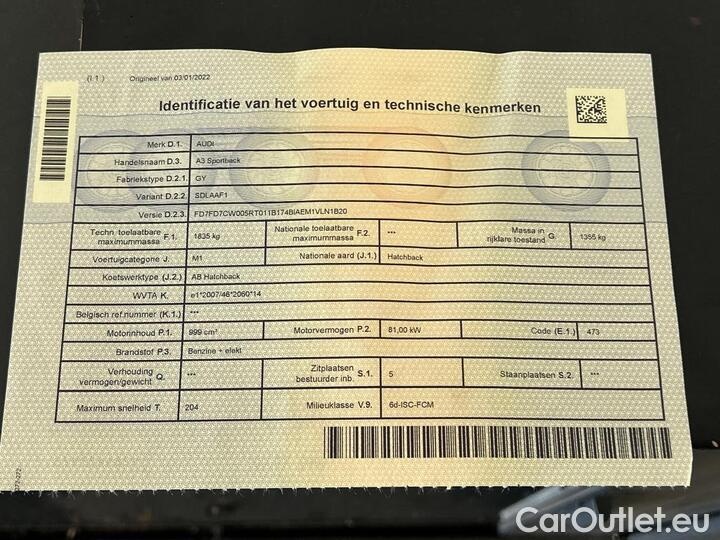 (I.1.) Origineel van 03/01/2022
Identificatie van het voertuig en technische kenmerken
Merk D.1. AUDI
Handelsnaam D.3. A3 Sportback
Fabriekstype D.2.1. GY
Variant D.2.2. SDLAAF1
Versie D.2.3. FD7FD7CW005RT011B174BIAEM1VLN1B20
Techn. toelaatbare maximummassa F.1. 1835 kg Nationale toelaatbare maximummassa F.2. *** Massa in rijklare toestand G. 1355 kg
Voertuigcategorie J. M1 Nationale aard (J.1.) Hatchback
Koetswerktype (J.2.) AB Hatchback
WVTA K. e1*2007/46*2060*14
Belgisch ref.nummer (K.1.) ***
Motorinhoud P.1. 999 cm³ Motorvermogen P.2. 81,00 kW Code (E.1.) 473
Brandstof P.3. Benzine + elekt
Verhouding vermogen/gewicht Q. *** Zitplaatsen bestuurder inb. S.1. 5 Staanplaatsen S.2. ***
Maximum snelheid T. 204 Milieuklasse V.9. 6d-ISC-FCM
CarOutlet.eu